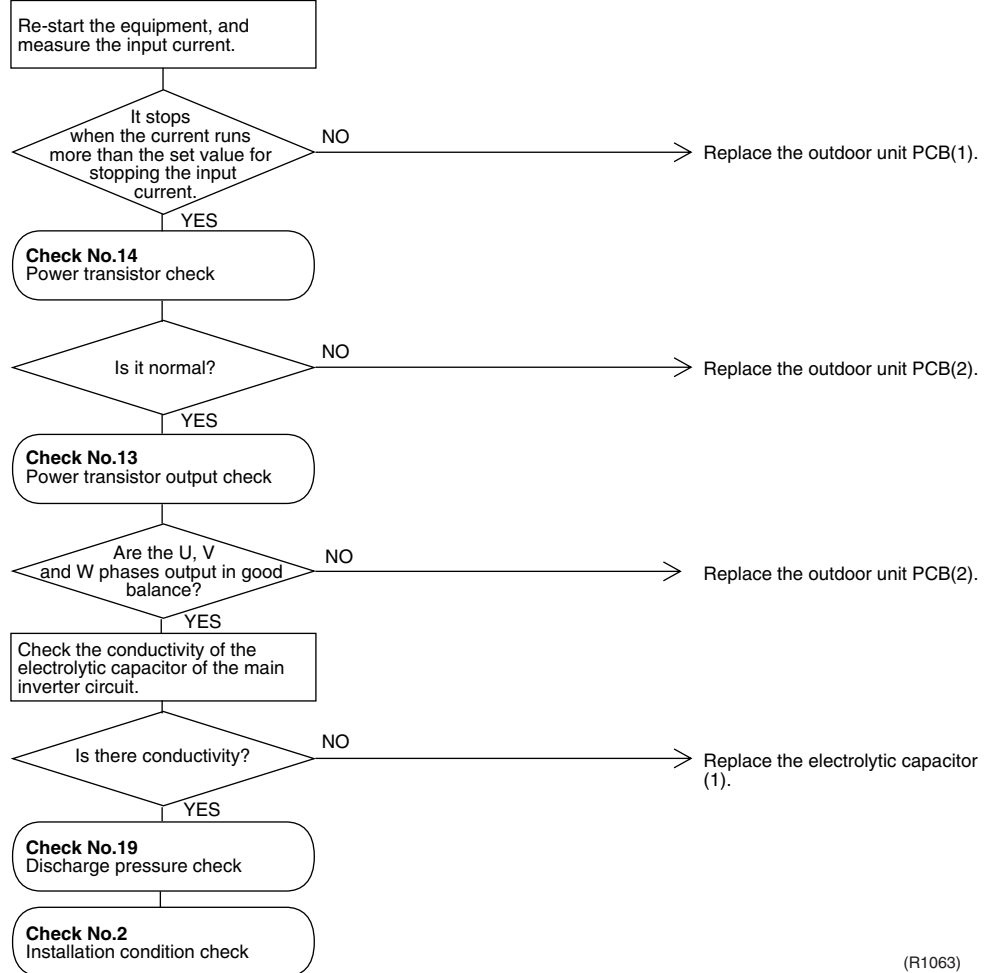 Re-start the equipment, and
measure the input current.
It stops
when the current runs
more than the set value for
stopping the input
current.
NO
Replace the outdoor unit PCB(1).
YES
Check No.14
Power transistor check
Is it normal?
NO
Replace the outdoor unit PCB(2).
YES
Check No.13
Power transistor output check
Are the U, V
and W phases output in good
balance?
NO
Replace the outdoor unit PCB(2).
YES
Check the conductivity of the
electrolytic capacitor of the main
inverter circuit.
Is there conductivity?
NO
Replace the electrolytic capacitor
(1).
YES
Check No.19
Discharge pressure check
Check No.2
Installation condition check
(R1063)